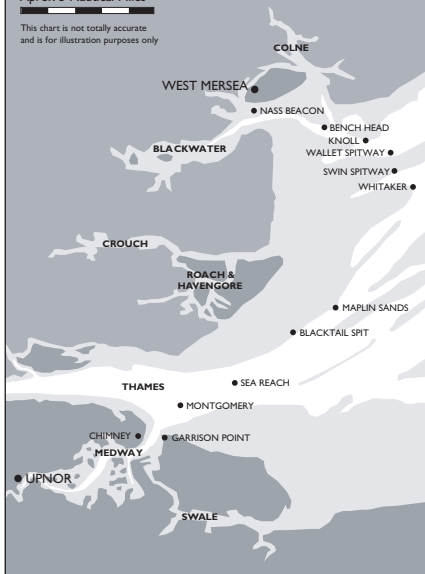 This chart is not totally accurate
and is for illustration purposes only
COLNE
WEST MERSEA
NASS BEACON
BENCH HEAD
KNOLL
BLACKWATER
WALLET SPITWAY
SWIN SPITWAY
WHITAKER
CROUCH
ROACH &
HAVENGORE
MAPLIN SANDS
BLACKTAIL SPIT
THAMES
SEA REACH
MONTGOMERY
CHIMNEY
GARRISON POINT
MEDWAY
UPNOR
SWALE